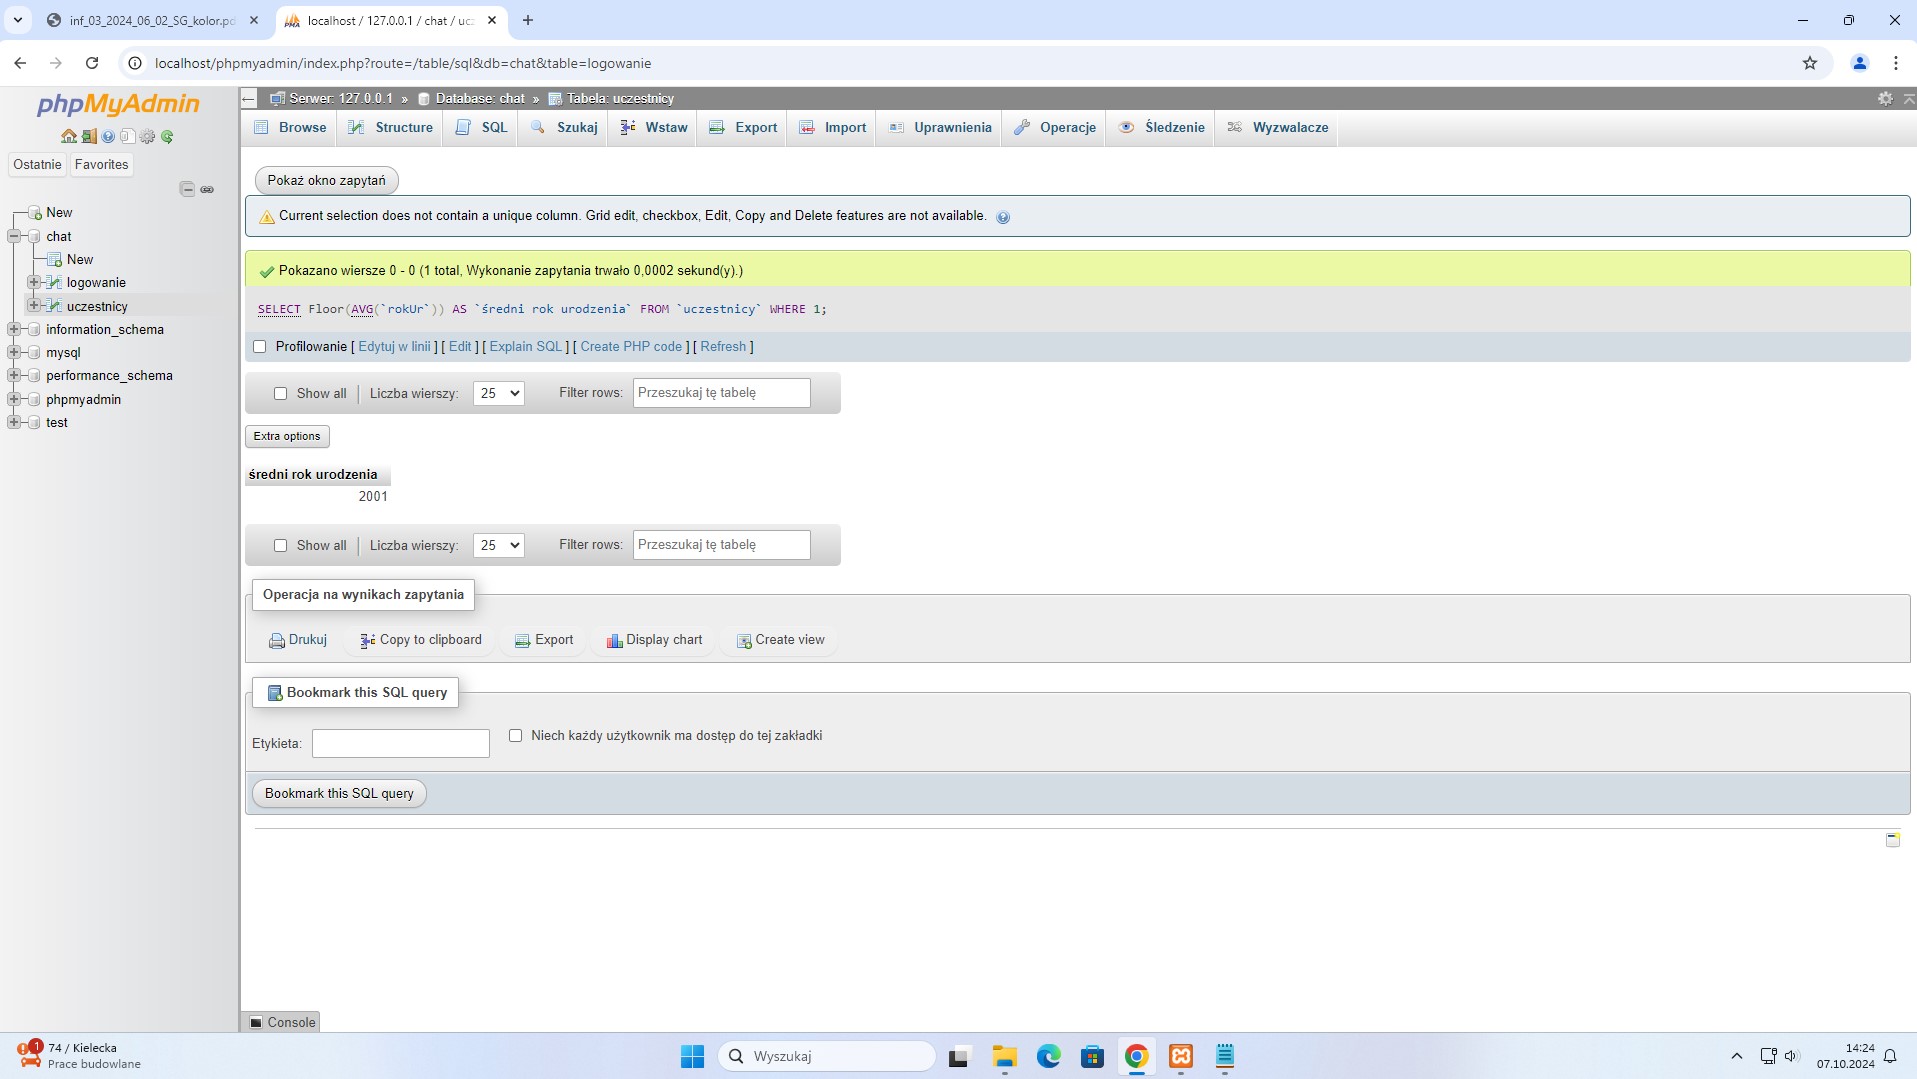 inf_03_2024_06_02_SG_kolor.pd
localhost / 127.0.0.1 / chat / ucz
localhost/phpmyadmin/index.php?route=/table/sql&db=chat&table=logowanie
phpMyAdmin
Serwer: 127.0.0.1 » Database: chat » Tabela: uczestnicy
Browse Structure SQL Szukaj Wstaw Export Import Uprawnienia Operacje Śledzenie Wyzwalacze
Ostatnie Favorites
New
chat
New
logowanie
uczestnicy
information_schema
mysql
performance_schema
phpmyadmin
test
Pokaż okno zapytań
Current selection does not contain a unique column. Grid edit, checkbox, Edit, Copy and Delete features are not available.
Pokazano wiersze 0 - 0 (1 total, Wykonanie zapytania trwało 0,0002 sekund(y).)
SELECT Floor(AVG(`rokUr`)) AS `średni rok urodzenia` FROM `uczestnicy` WHERE 1;
Profilowanie [ Edytuj w linii ] [ Edit ] [ Explain SQL ] [ Create PHP code ] [ Refresh ]
Show all Liczba wierszy: 25 Filter rows: Przeszukaj tę tabelę
Extra options
średni rok urodzenia
2001
Show all Liczba wierszy: 25 Filter rows: Przeszukaj tę tabelę
Operacja na wynikach zapytania
Drukuj Copy to clipboard Export Display chart Create view
Bookmark this SQL query
Etykieta: Niech każdy użytkownik ma dostęp do tej zakładki
Bookmark this SQL query
Console
1
74 / Kielecka
Prace budowlane
Wyszukaj
14:24
07.10.2024